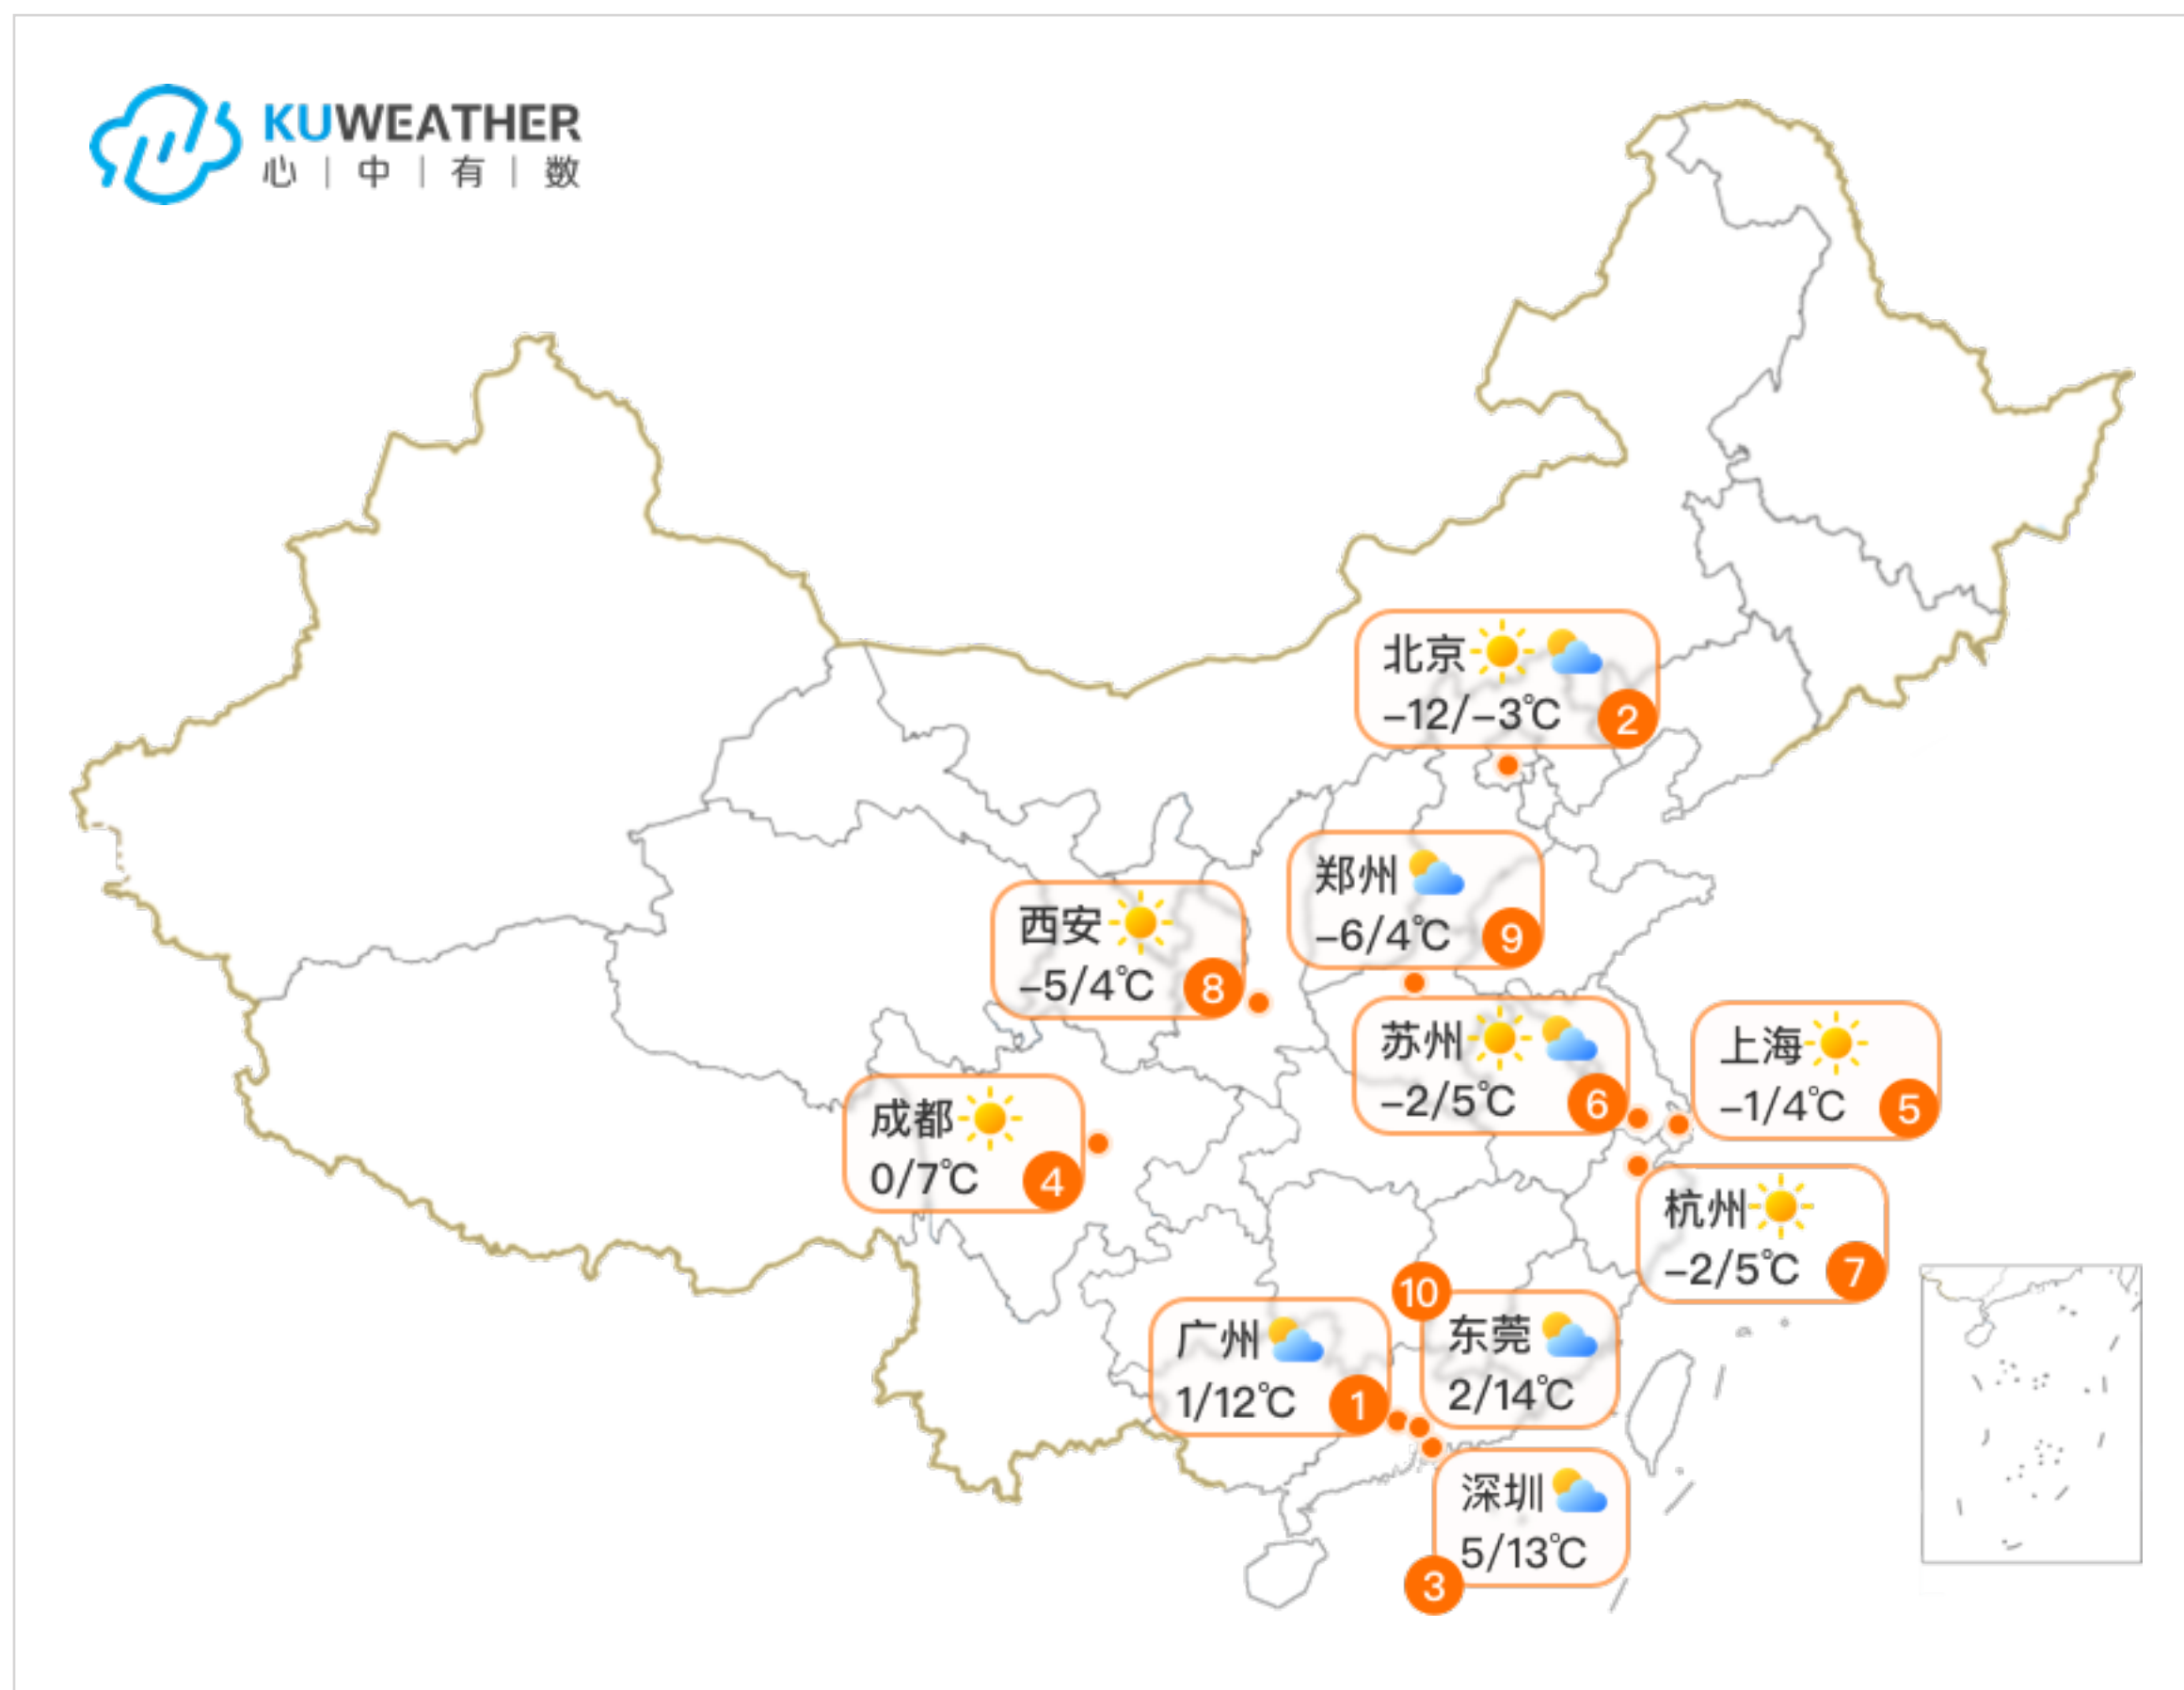 KUWEATHER
心 | 中 | 有 | 数
北京
-12/-3℃
2
郑州
-6/4℃
9
西安
-5/4℃
8
苏州
-2/5℃
6
上海
-1/4℃
5
成都
0/7℃
4
杭州
-2/5℃
7
10
广州
1/12℃
1
东莞
2/14℃
深圳
5/13℃
3